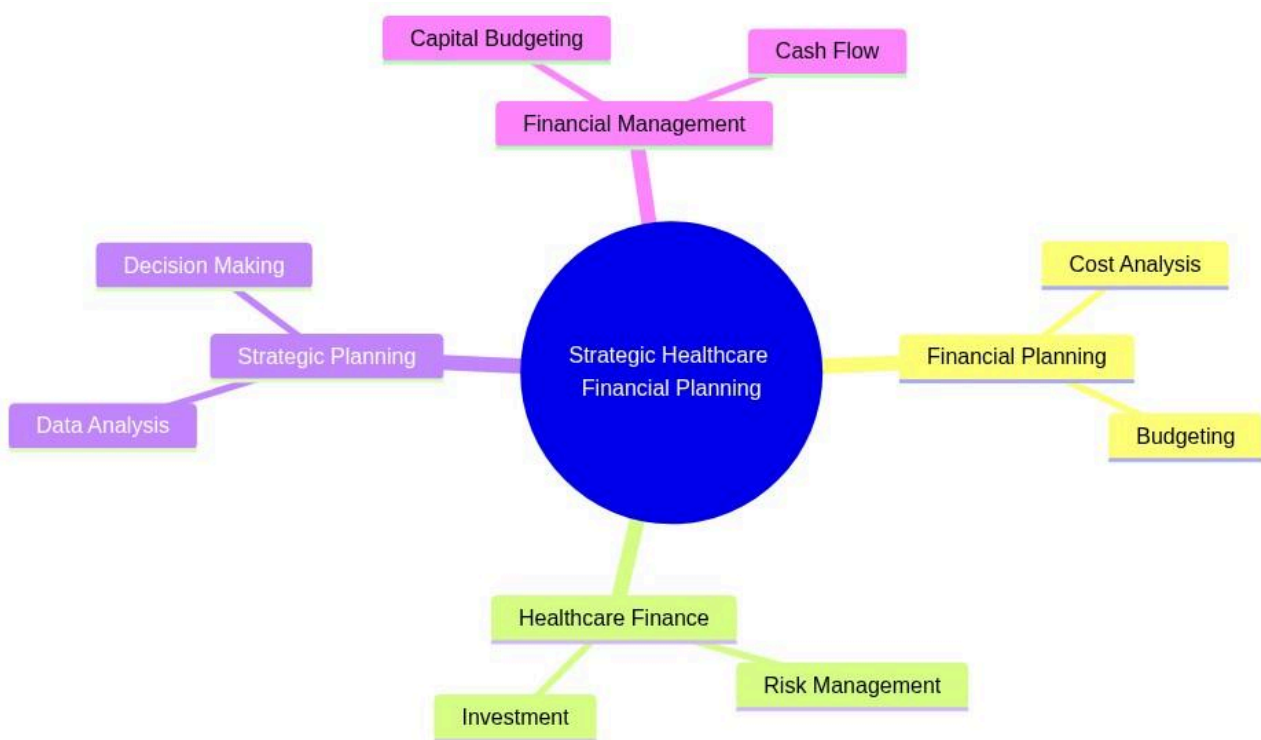 Capital Budgeting
Cash Flow
Financial Management
Decision Making
Cost Analysis
Strategic Planning
Strategic Healthcare
Financial Planning
Financial Planning
Data Analysis
Budgeting
Healthcare Finance
Risk Management
Investment